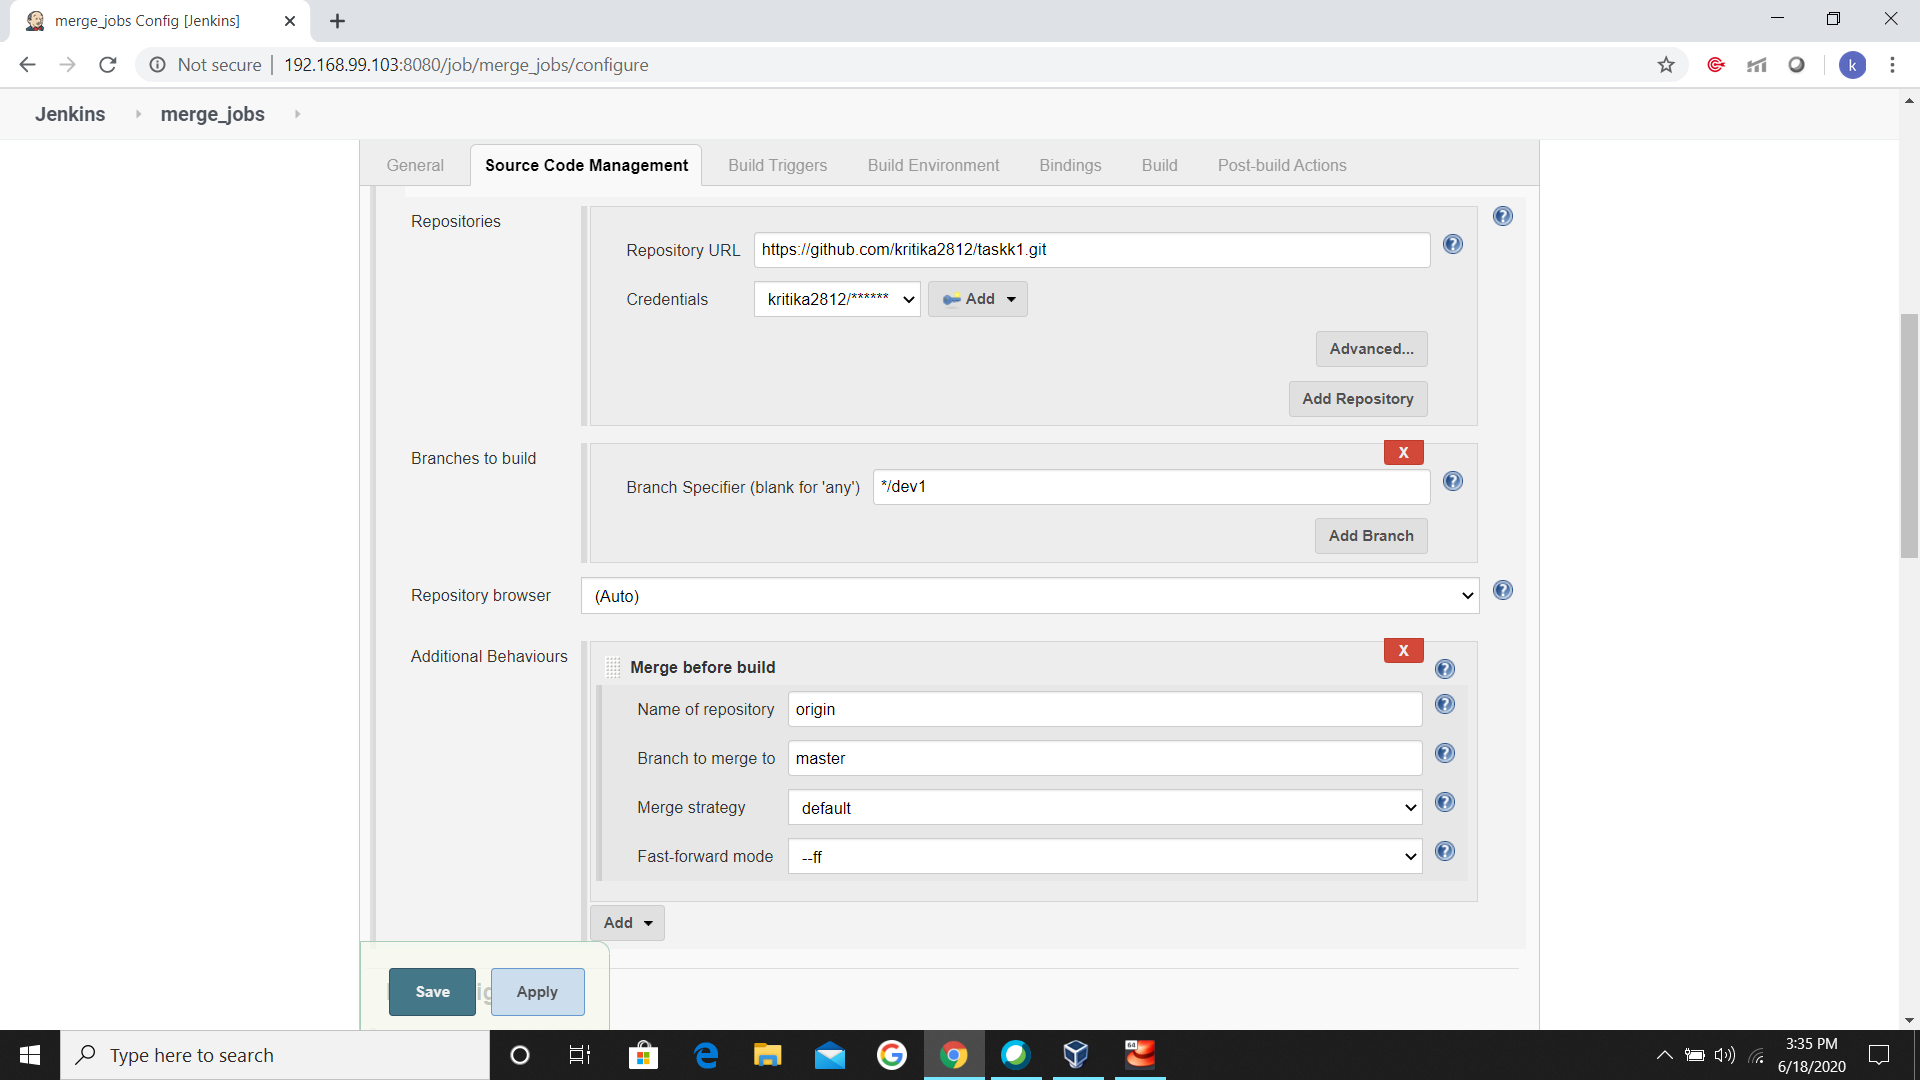 merge_jobs Config [Jenkins]
Not secure
192.168.99.103:8080/job/merge_jobs/configure
k
Jenkins
merge_jobs
General
Source Code Management
Build Triggers
Build Environment
Bindings
Build
Post-build Actions
Repositories
Repository URL
https://github.com/kritika2812/taskk1.git
Credentials
kritika2812/******
Add
Advanced...
Add Repository
Branches to build
X
Branch Specifier (blank for 'any')
*/dev1
Add Branch
Repository browser
(Auto)
Additional Behaviours
X
Merge before build
Name of repository
origin
Branch to merge to
master
Merge strategy
default
Fast-forward mode
--ff
Add
Save
Apply
Type here to search
64
3:35 PM
6/18/2020